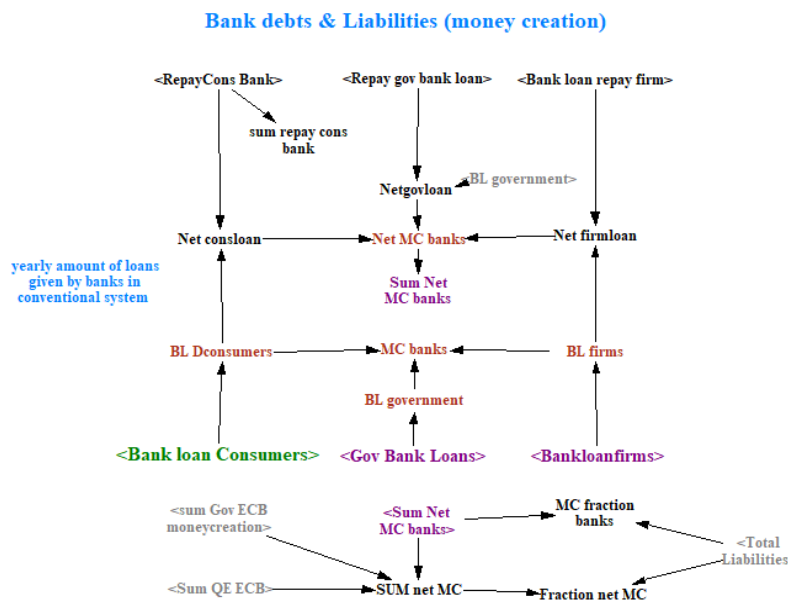 Bank debts & Liabilities (money creation)
<RepayCons Bank>
<Repay gov bank loan>
<Bank loan repay firm>
sum repay cons
bank
Netgovloan
<BL government>
Net consloan
Net MC banks
Net firmloan
yearly amount of loans
given by banks in
conventional system
Sum Net
MC banks
BL Dconsumers
MC banks
BL firms
BL government
<Bank loan Consumers>
<Gov Bank Loans>
<Bankloanfirms>
<sum Gov ECB
moneycreation>
<Sum Net
MC banks>
MC fraction
banks
<Total
Liabilities>
<Sum QE ECB>
SUM net MC
Fraction net MC